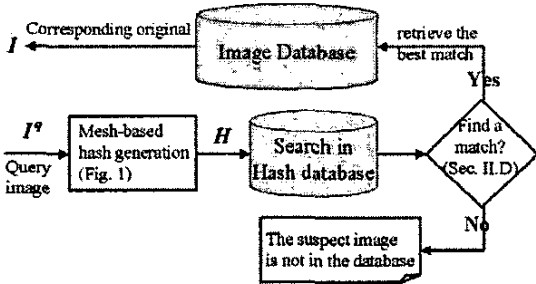 I
Corresponding original
Image Database
retrieve the
best match
Yes
I^q
Query
image
Mesh-based
hash generation
(Fig. 1)
H
Search in
Hash database
Find a
match?
(Sec. II.D)
No
The suspect image
is not in the database